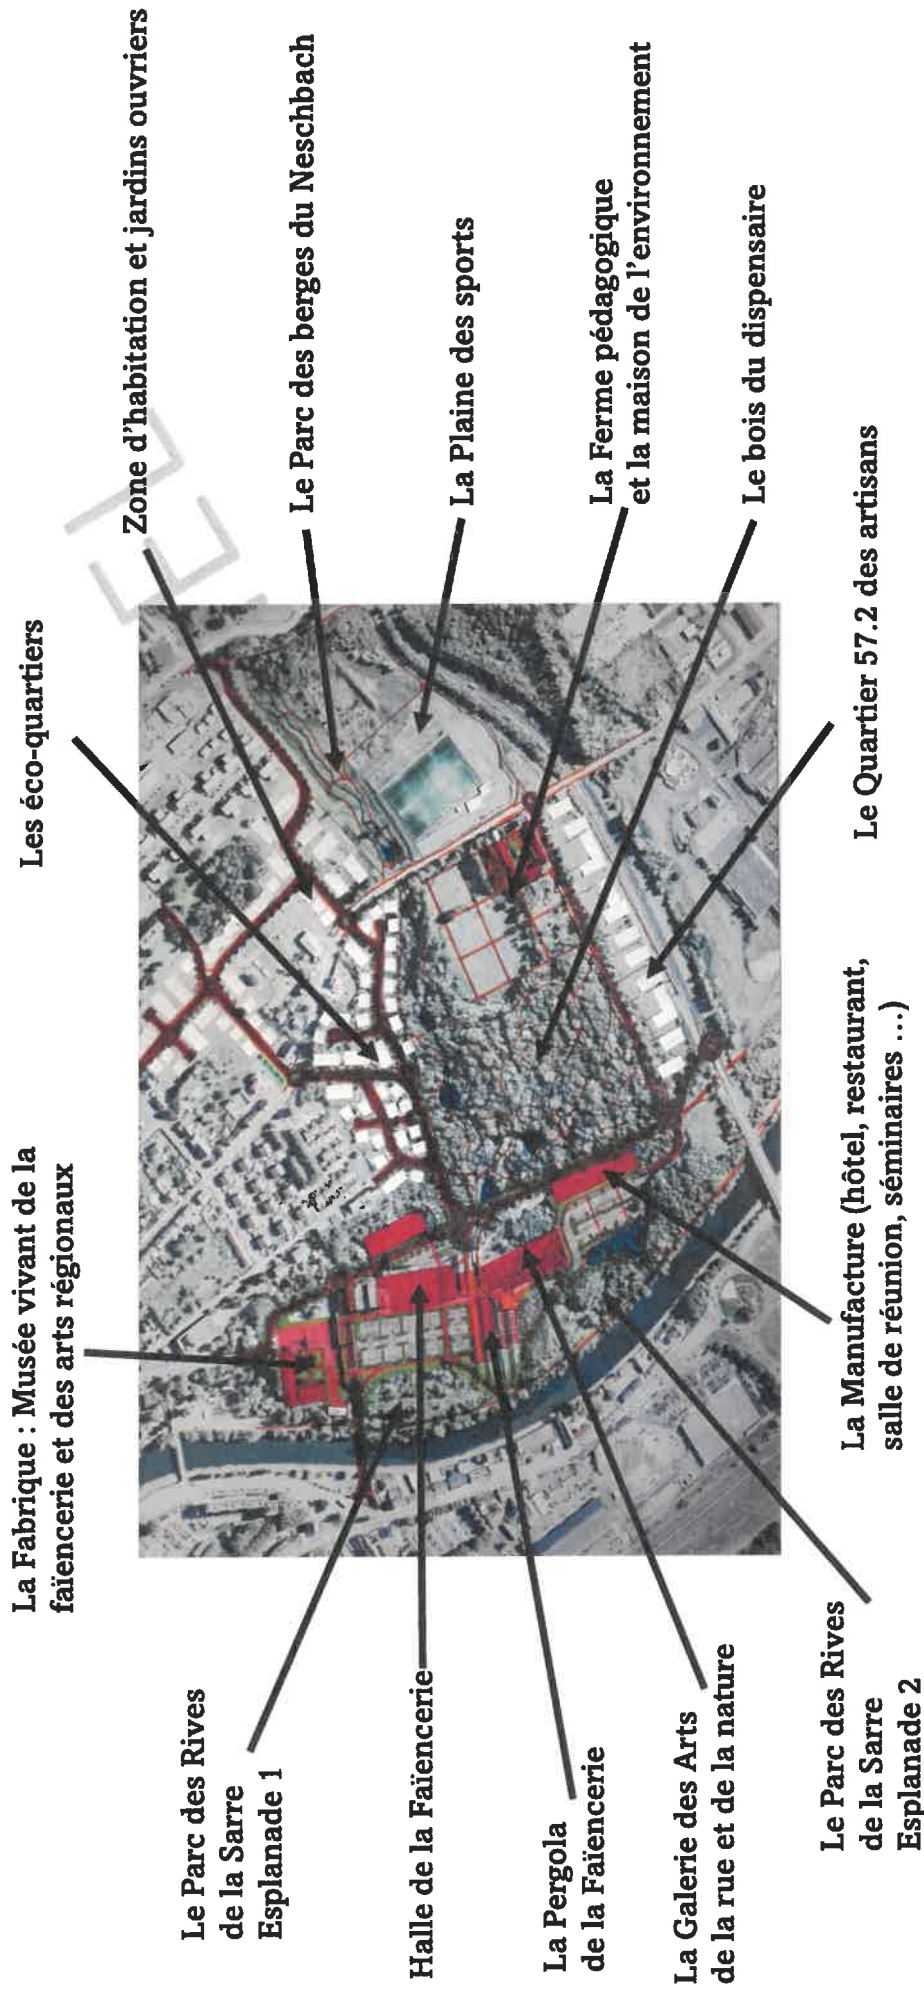 La Fabrique : Musée vivant de la
faïencerie et des arts régionaux
Les éco-quartiers
Zone d'habitation et jardins ouvriers
Le Parc des Rives
de la Sarre
Esplanade 1
Le Parc des berges du Neschbach
Halle de la Faïencerie
La Plaine des sports
La Pergola
de la Faïencerie
La Ferme pédagogique
et la maison de l'environnement
La Galerie des Arts
de la rue et de la nature
Le bois du dispensaire
Le Parc des Rives
de la Sarre
Esplanade 2
La Manufacture (hôtel, restaurant,
salle de réunion, séminaires ...)
Le Quartier 57.2 des artisans